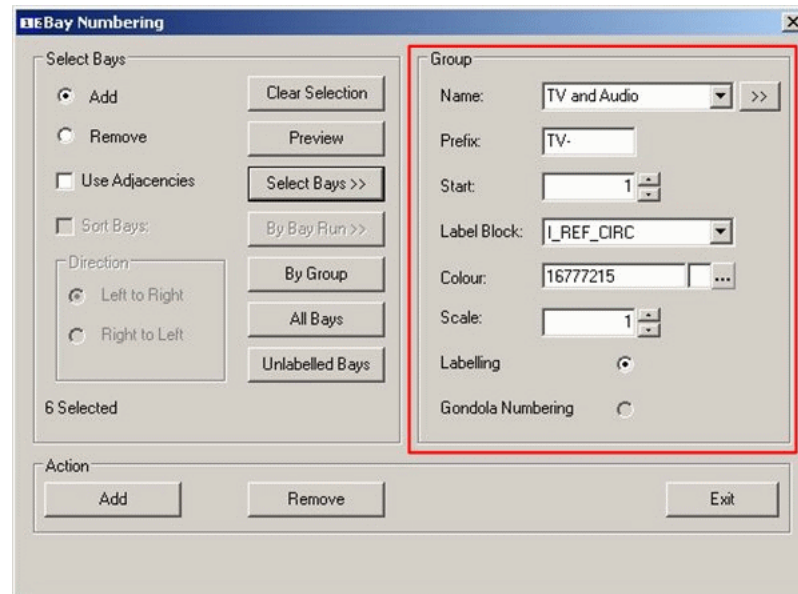 Bay Numbering
Select Bays
Add
Clear Selection
Remove
Preview
Use Adjacencies
Select Bays >>
Sort Bays:
By Bay Run >>
Direction
Left to Right
Right to Left
By Group
All Bays
Unlabelled Bays
6 Selected
Group
Name: TV and Audio >>
Prefix: TV-
Start: 1
Label Block: I_REF_CIRC
Colour: 16777215 ...
Scale: 1
Labelling
Gondola Numbering
Action
Add Remove Exit